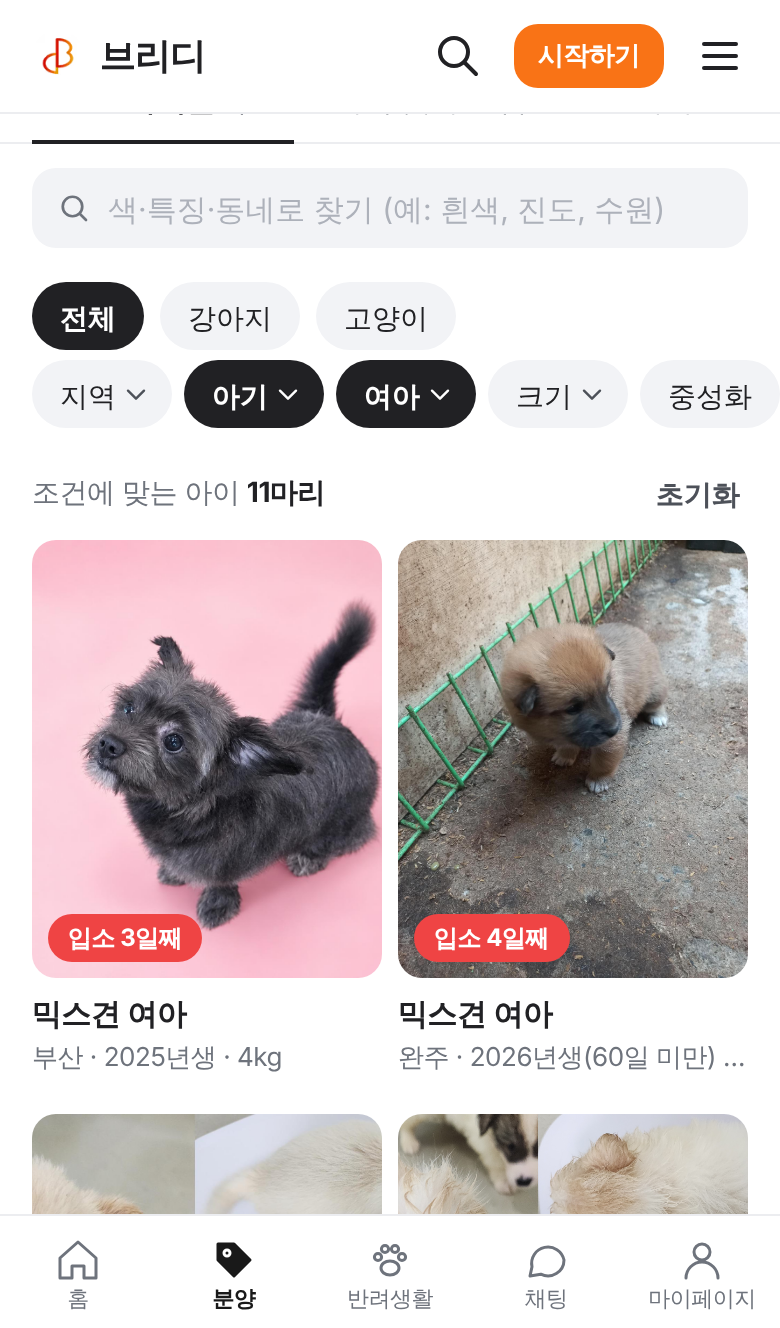 브리디
시작하기
색·특징·동네로 찾기 (예: 흰색, 진도, 수원)
전체 강아지 고양이
지역 아기 여아 크기 중성화
조건에 맞는 아이 11마리 초기화
입소 3일째
입소 4일째
믹스견 여아
부산 · 2025년생 · 4kg
믹스견 여아
완주 · 2026년생(60일 미만) ...
홈 분양 반려생활 채팅 마이페이지